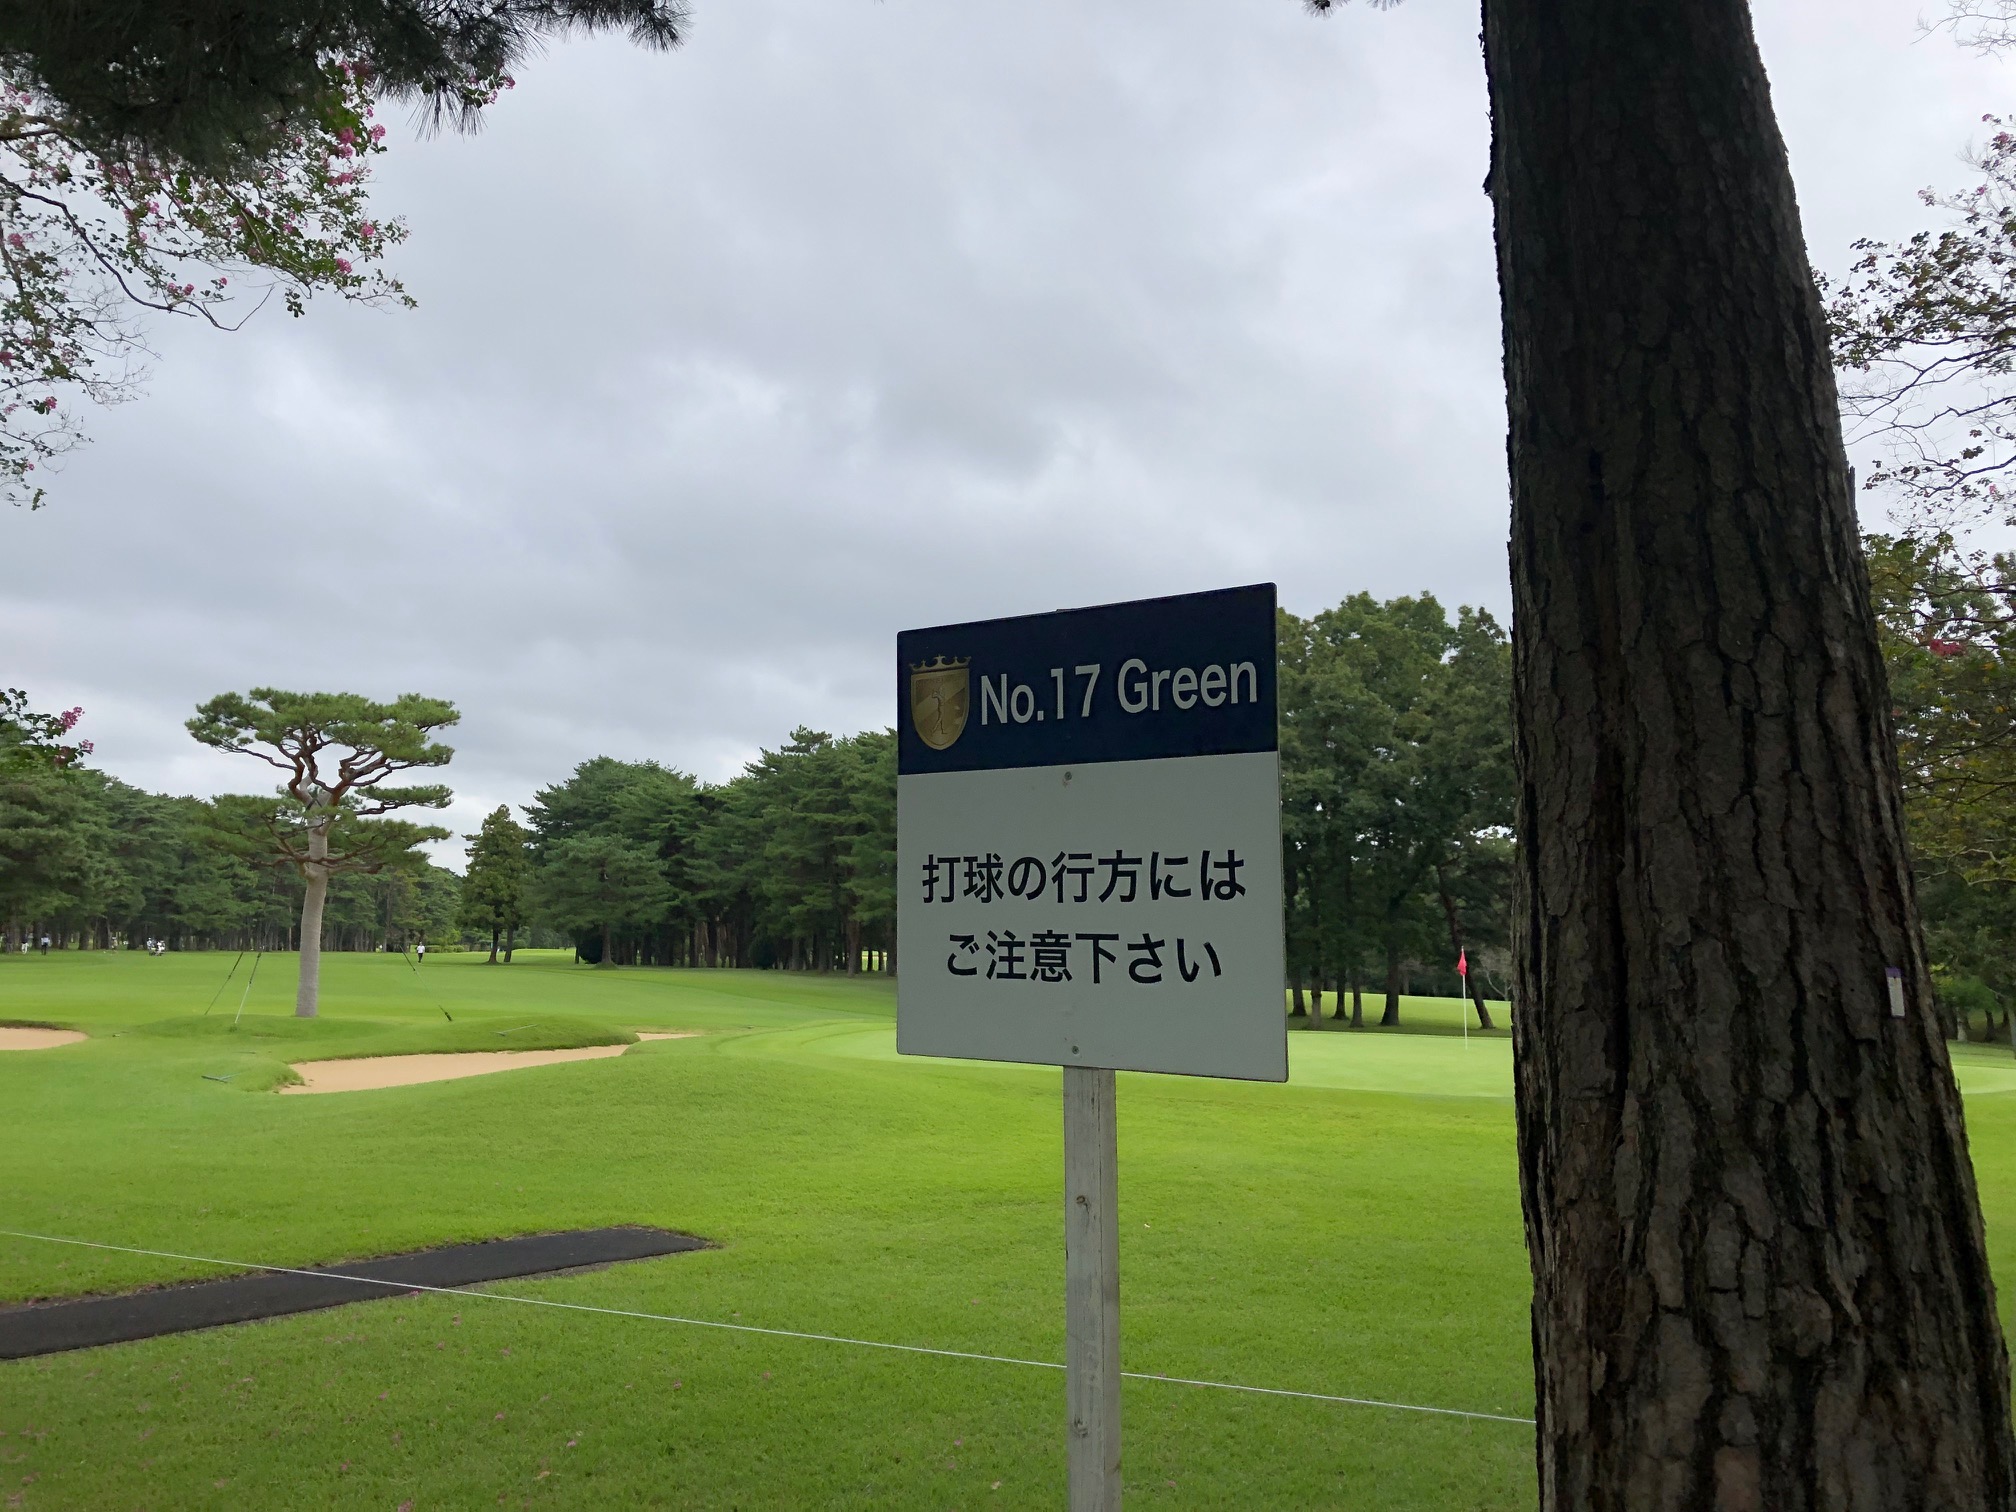 No.17 Green
打球の行方には
ご注意下さい